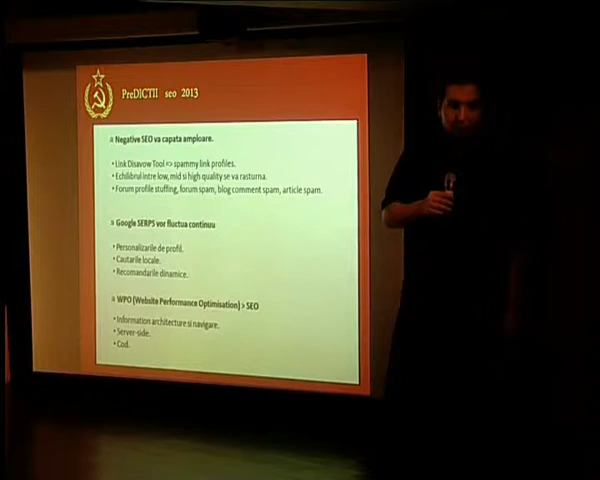 PreDICTII seo 2013
Negative SEO va capata amploare.
• Link Disavow Tool => spammy link profiles.
• Echilibrul intre low, mid si high quality se va rasturna.
• Forum profile stuffing, forum spam, blog comment spam, article spam.
Google SERPS vor fluctua continuu
• Personalizarile de profil.
• Cautarile locale.
• Recomandarile dinamice.
WPO (Website Performance Optimisation) > SEO
• Information architecture si navigare.
• Server-side.
• Cod.